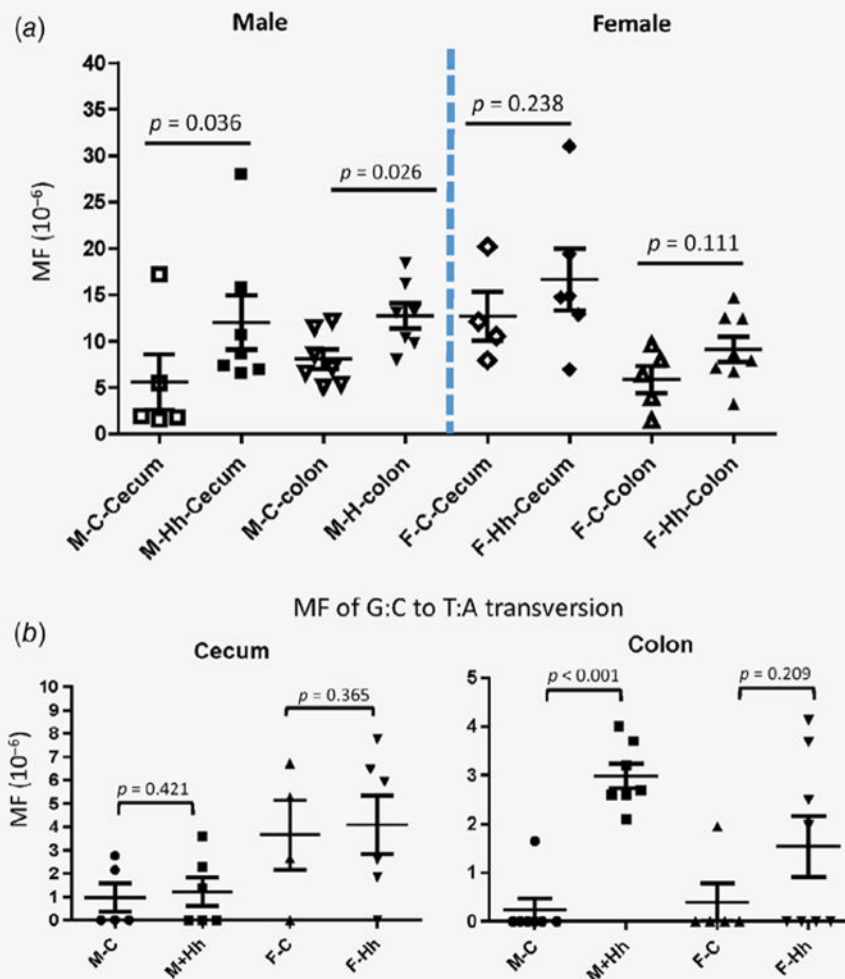 (a)
Male Female
40
35
30
25
20
15
10
5
0
MF (10⁻⁶)
p = 0.036
p = 0.026
p = 0.238
p = 0.111
M-C-Cecum
M-Hh-Cecum
M-C-colon
M-H-colon
F-C-Cecum
F-Hh-Cecum
F-C-Colon
F-Hh-Colon
MF of G:C to T:A transversion
(b)
Cecum
10
9
8
7
6
5
4
3
2
1
0
MF (10⁻⁶)
p = 0.421
p = 0.365
M-C
M+Hh
F-C
F-Hh
Colon
5
4
3
2
1
0
p < 0.001
p = 0.209
M-C
M+Hh
F-C
F-Hh